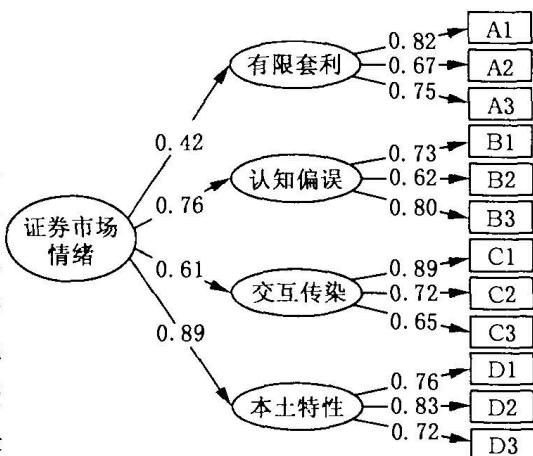 证券市场
情绪
0.42
0.76
0.61
0.89
有限套利
0.82
A1
0.67
A2
0.75
A3
认知偏误
0.73
B1
0.62
B2
0.80
B3
交互传染
0.89
C1
0.72
C2
0.65
C3
本土特性
0.76
D1
0.83
D2
0.72
D3